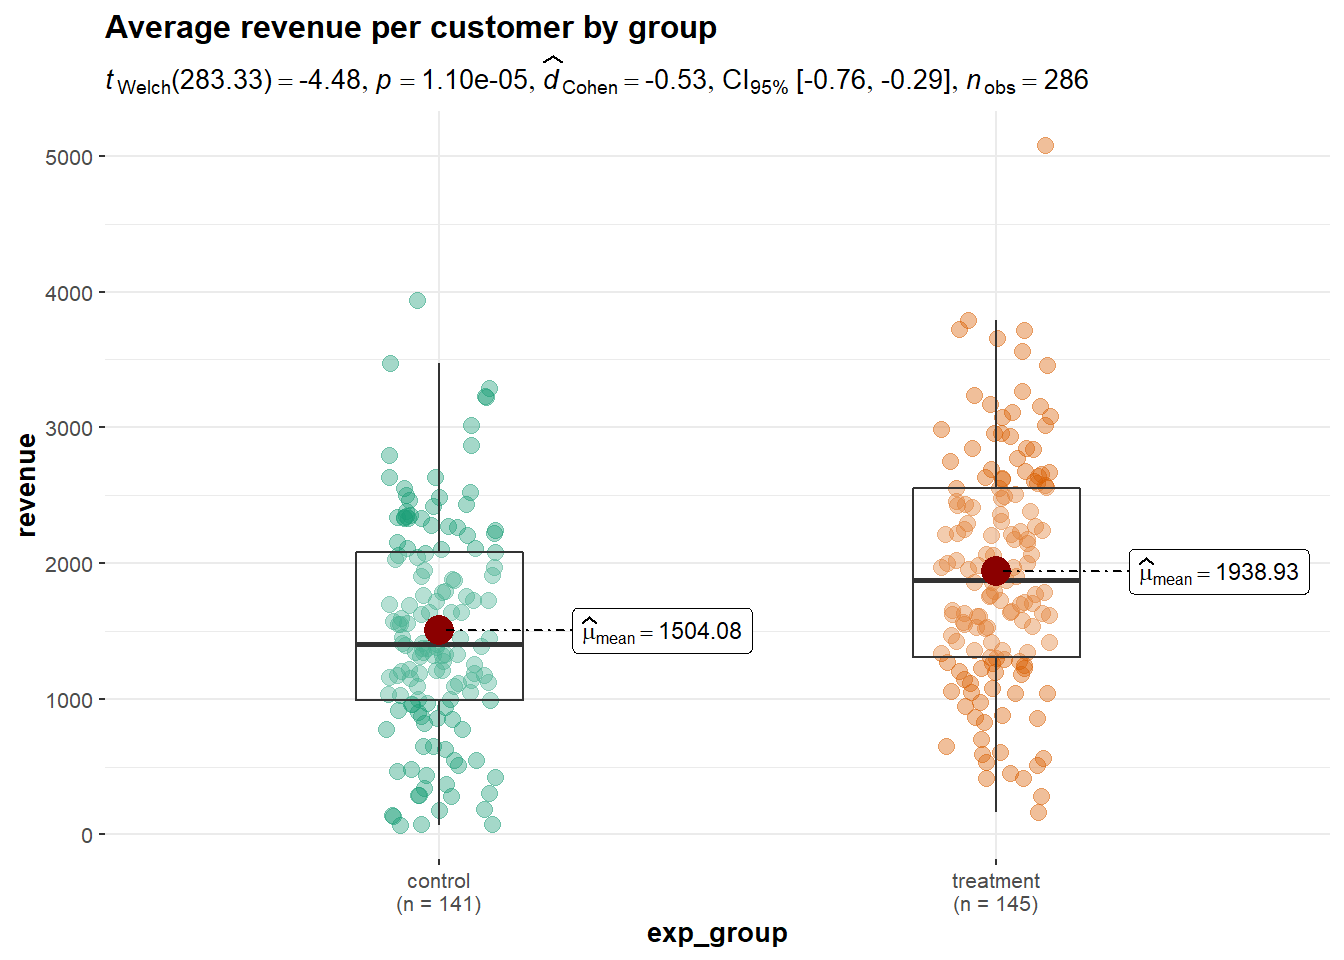 Average revenue per customer by group
t Welch(283.33) = -4.48, p = 1.10e-05, d̂ Cohen = -0.53, CI95% [-0.76, -0.29], n obs = 286
5000
4000
3000
2000
1000
0
revenue
μ̂ mean = 1504.08
μ̂ mean = 1938.93
control
(n = 141)
treatment
(n = 145)
exp_group